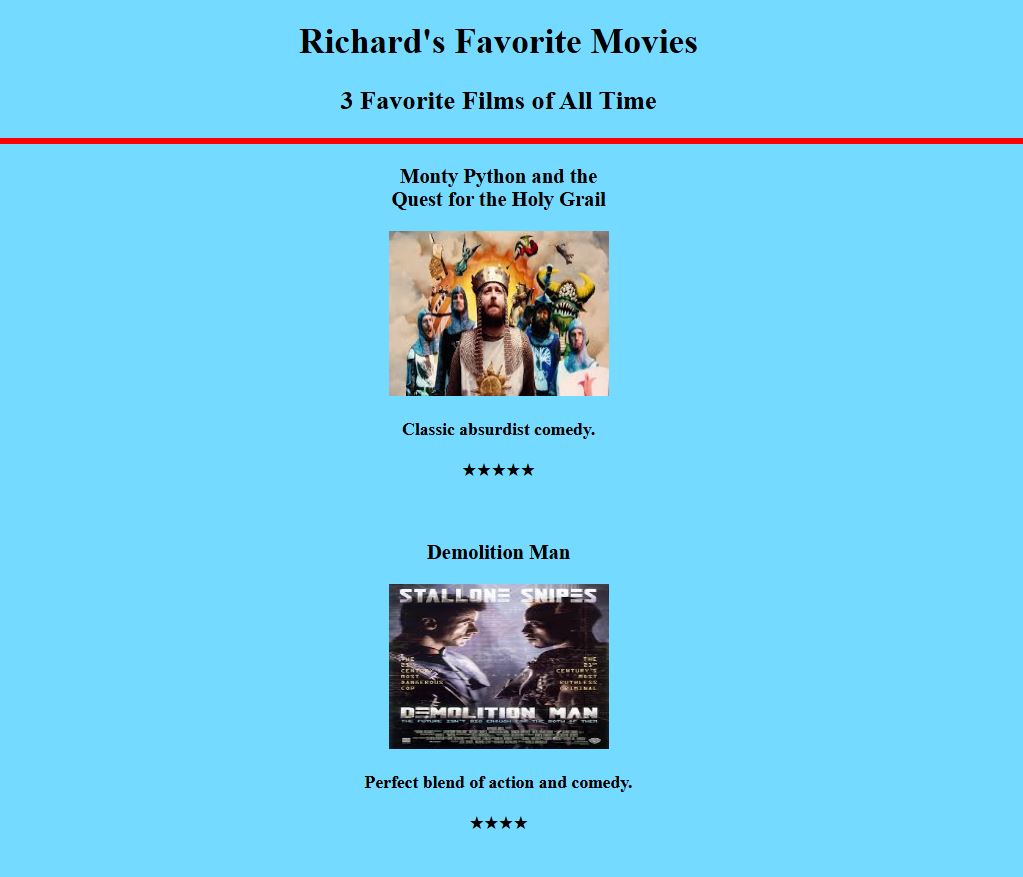 Richard's Favorite Movies
3 Favorite Films of All Time
Monty Python and the
Quest for the Holy Grail
Classic absurdist comedy.
★★★★★
Demolition Man
STALLONE SNIPES
THE
21ST
CENTURY'S
MOST
DANGEROUS
COP
THE
21ST
CENTURY'S
MOST
RUTHLESS
CRIMINAL
DEMOLITION MAN
THE FUTURE ISN'T BIG ENOUGH FOR THE BOTH OF THEM
Perfect blend of action and comedy.
★★★★